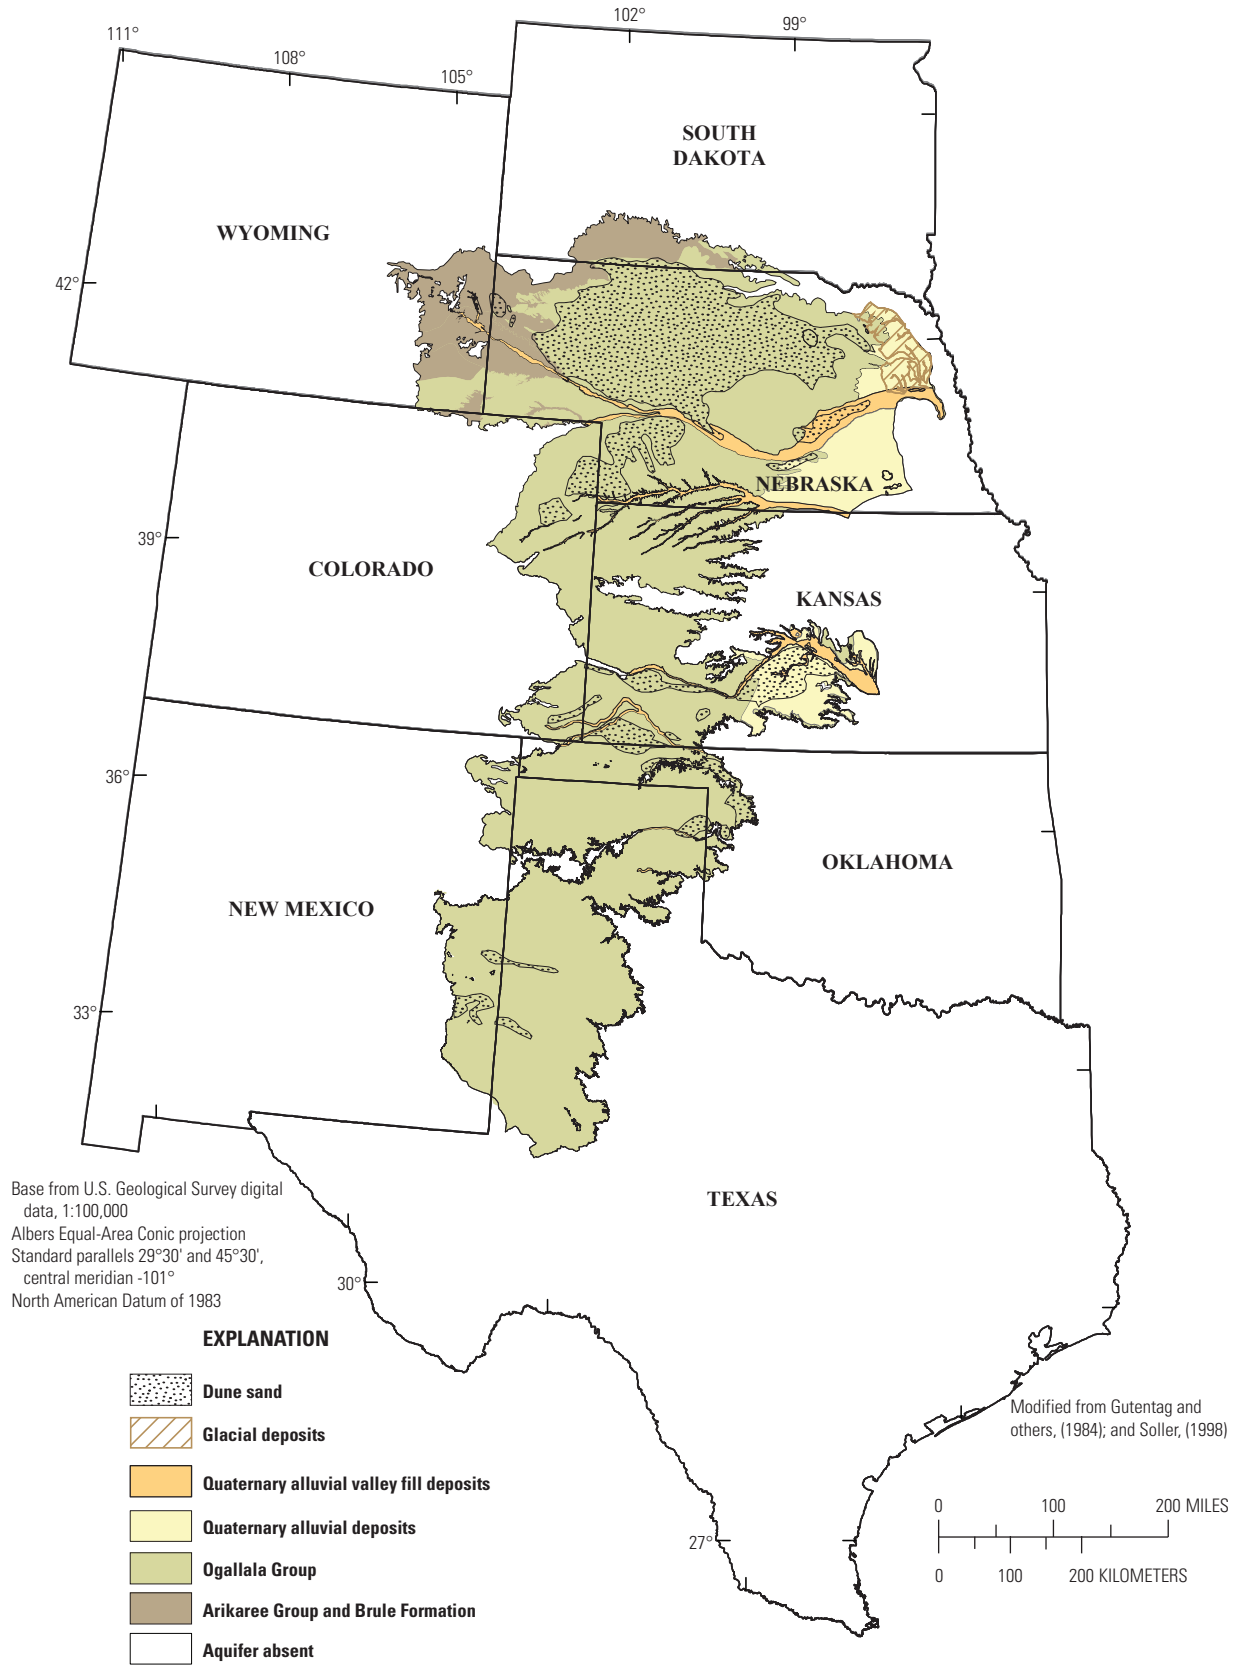 111°
108°
105°
102°
99°
SOUTH
DAKOTA
WYOMING
42°
NEBRASKA
39°
COLORADO
KANSAS
36°
OKLAHOMA
NEW MEXICO
33°
TEXAS
30°
27°
Base from U.S. Geological Survey digital
data, 1:100,000
Albers Equal-Area Conic projection
Standard parallels 29°30' and 45°30',
central meridian -101°
North American Datum of 1983
EXPLANATION
Dune sand
Glacial deposits
Quaternary alluvial valley fill deposits
Quaternary alluvial deposits
Ogallala Group
Arikaree Group and Brule Formation
Aquifer absent
Modified from Gutentag and
others, (1984); and Soller, (1998)
0 100 200 MILES
0 100 200 KILOMETERS